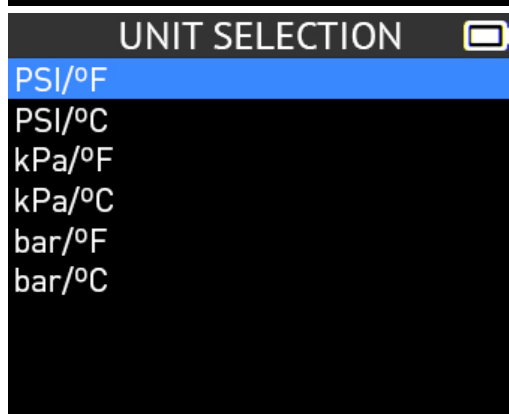 UNIT SELECTION
PSI/ºF
PSI/ºC
kPa/ºF
kPa/ºC
bar/ºF
bar/ºC